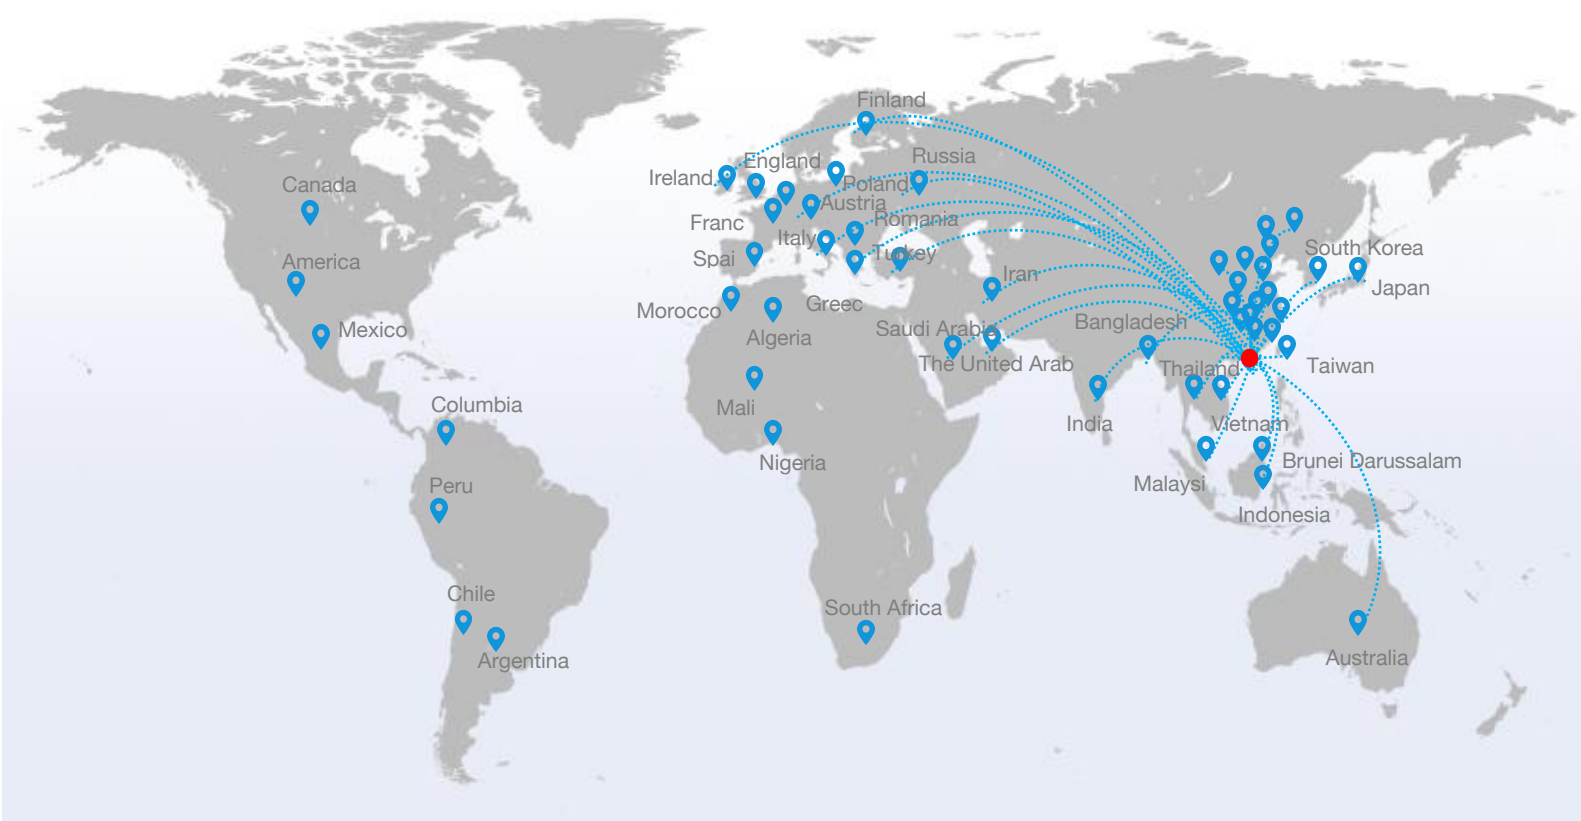 Finland
England
Russia
Ireland
Poland
Canada
Austria
Franc
Romania
Italy
South Korea
Spai
Turkey
America
Iran
Japan
Morocco
Greec
Algeria
Saudi Arabia
Bangladesh
Mexico
The United Arab
Thailand
Taiwan
Mali
Columbia
India
Vietnam
Nigeria
Brunei Darussalam
Peru
Malaysi
Indonesia
Chile
South Africa
Argentina
Australia